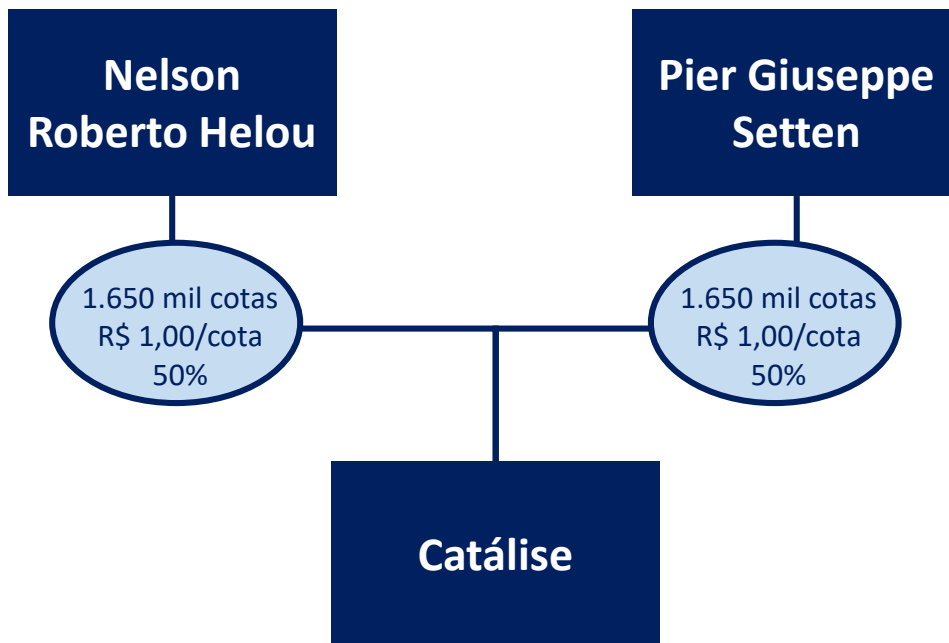 Nelson
Roberto Helou
Pier Giuseppe
Setten
1.650 mil cotas
R$ 1,00/cota
50%
1.650 mil cotas
R$ 1,00/cota
50%
Catálise